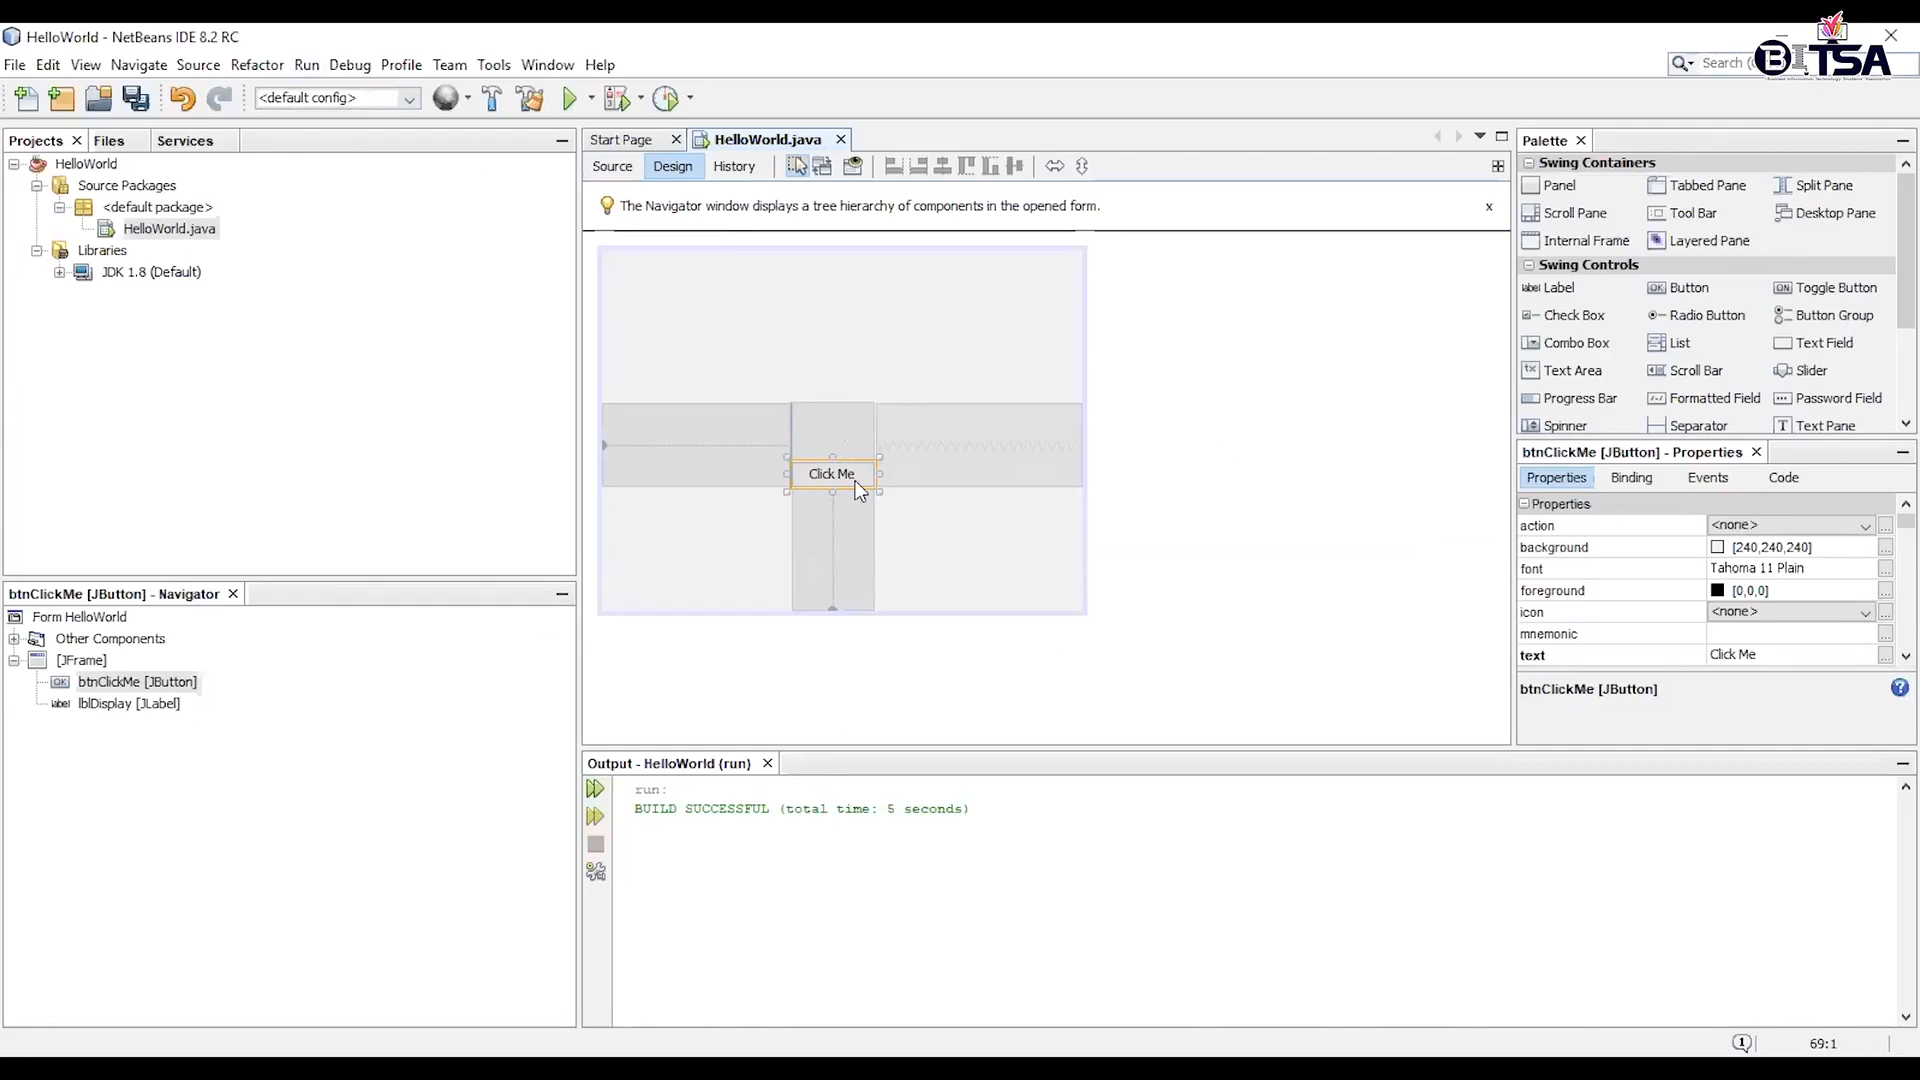 HelloWorld - NetBeans IDE 8.2 RC
File Edit View Navigate Source Refactor Run Debug Profile Team Tools Window Help
Search (
BITSA
<default config>
Projects Files Services
HelloWorld
Source Packages
<default package>
HelloWorld.java
Libraries
JDK 1.8 (Default)
btnClickMe [JButton] - Navigator
Form HelloWorld
Other Components
[JFrame]
btnClickMe [JButton]
lblDisplay [JLabel]
Start Page HelloWorld.java
Source Design History
The Navigator window displays a tree hierarchy of components in the opened form.
x
Click Me
Output - HelloWorld (run)
run:
BUILD SUCCESSFUL (total time: 5 seconds)
Palette
Swing Containers
Panel Tabbed Pane Split Pane
Scroll Pane Tool Bar Desktop Pane
Internal Frame Layered Pane
Swing Controls
label Label OK Button ON Toggle Button
Check Box Radio Button Button Group
Combo Box List Text Field
Text Area Scroll Bar Slider
Progress Bar Formatted Field Password Field
Spinner Separator Text Pane
btnClickMe [JButton] - Properties
Properties Binding Events Code
Properties
action <none> ...
background [240,240,240] ...
font Tahoma 11 Plain ...
foreground [0,0,0] ...
icon <none> ...
mnemonic ...
text Click Me ...
btnClickMe [JButton]
1
69:1